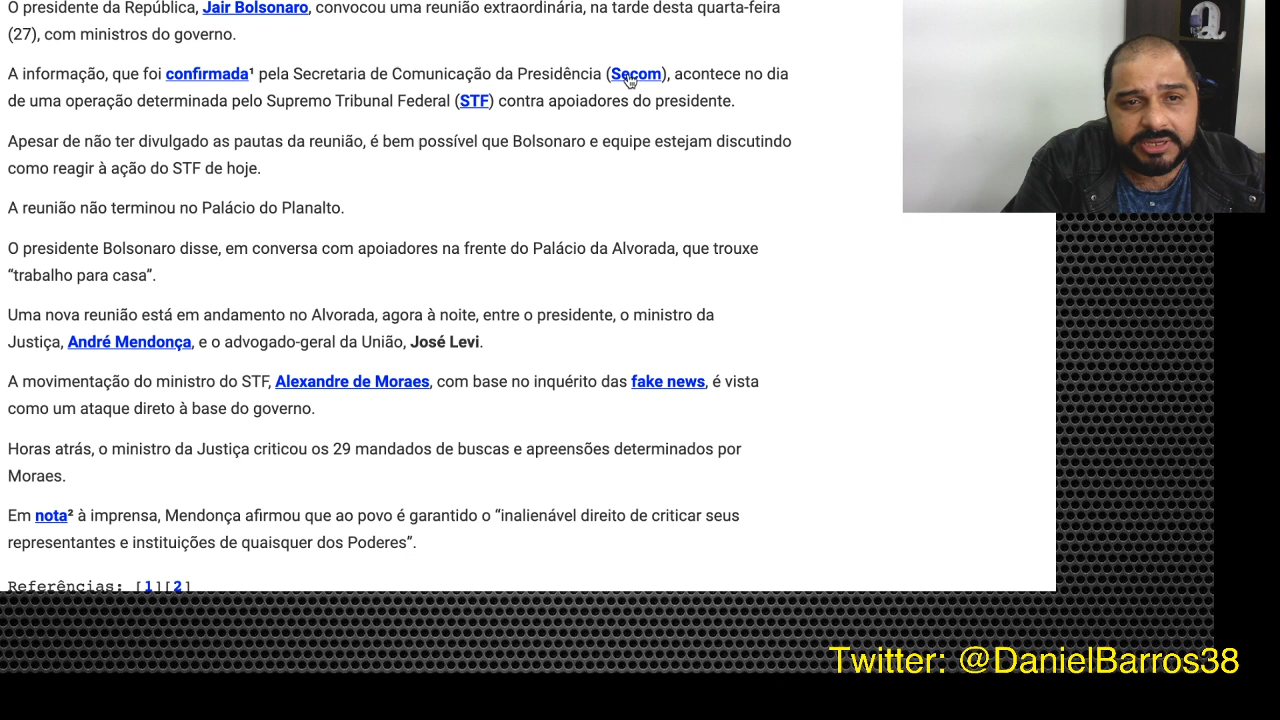 O presidente da República, Jair Bolsonaro, convocou uma reunião extraordinária, na tarde desta quarta-feira
(27), com ministros do governo.
A informação, que foi confirmada¹ pela Secretaria de Comunicação da Presidência (Secom), acontece no dia
de uma operação determinada pelo Supremo Tribunal Federal (STF) contra apoiadores do presidente.
Apesar de não ter divulgado as pautas da reunião, é bem possível que Bolsonaro e equipe estejam discutindo
como reagir à ação do STF de hoje.
A reunião não terminou no Palácio do Planalto.
O presidente Bolsonaro disse, em conversa com apoiadores na frente do Palácio da Alvorada, que trouxe
“trabalho para casa”.
Uma nova reunião está em andamento no Alvorada, agora à noite, entre o presidente, o ministro da
Justiça, André Mendonça, e o advogado-geral da União, José Levi.
A movimentação do ministro do STF, Alexandre de Moraes, com base no inquérito das fake news, é vista
como um ataque direto à base do governo.
Horas atrás, o ministro da Justiça criticou os 29 mandados de buscas e apreensões determinados por
Moraes.
Em nota² à imprensa, Mendonça afirmou que ao povo é garantido o “inalienável direito de criticar seus
representantes e instituições de quaisquer dos Poderes”.
Referências: [1][2]
Twitter: @DanielBarros38